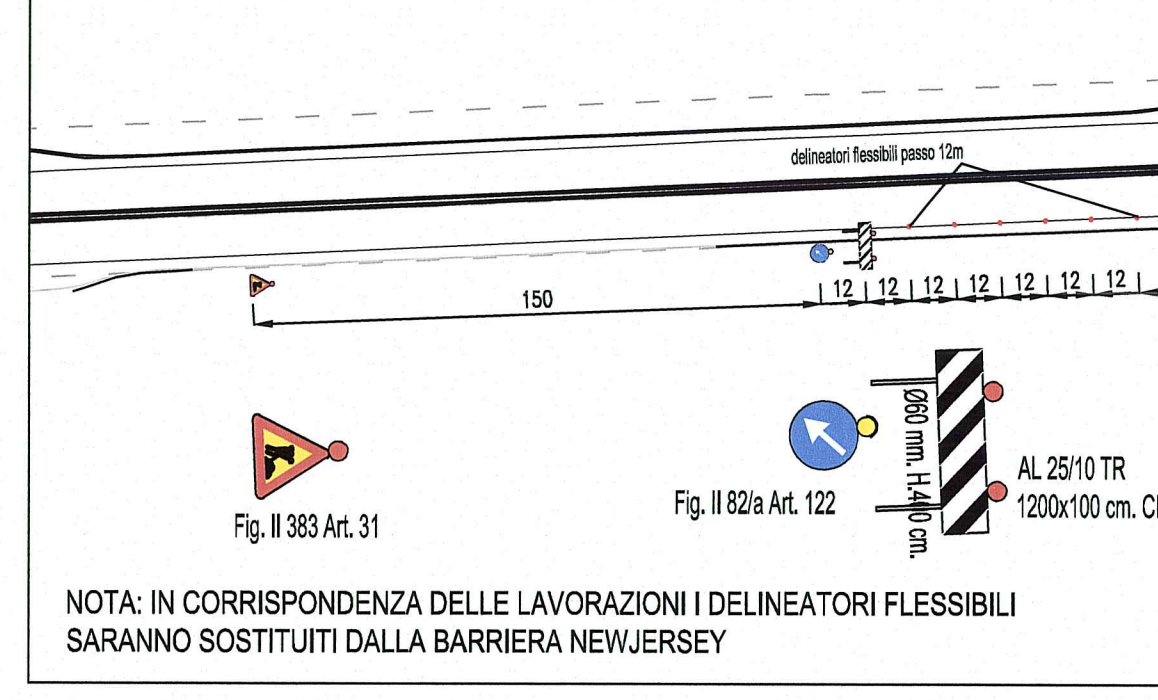 delineatori flessibili passo 12m
150
12
12
12
12
12
12
12
Fig. II 383 Art. 31
Fig. II 82/a Art. 122
Ø60 mm. H.400 cm.
AL 25/10 TR
1200x100 cm.
NOTA: IN CORRISPONDENZA DELLE LAVORAZIONI I DELINEATORI FLESSIBILI
SARANNO SOSTITUITI DALLA BARRIERA NEWJERSEY